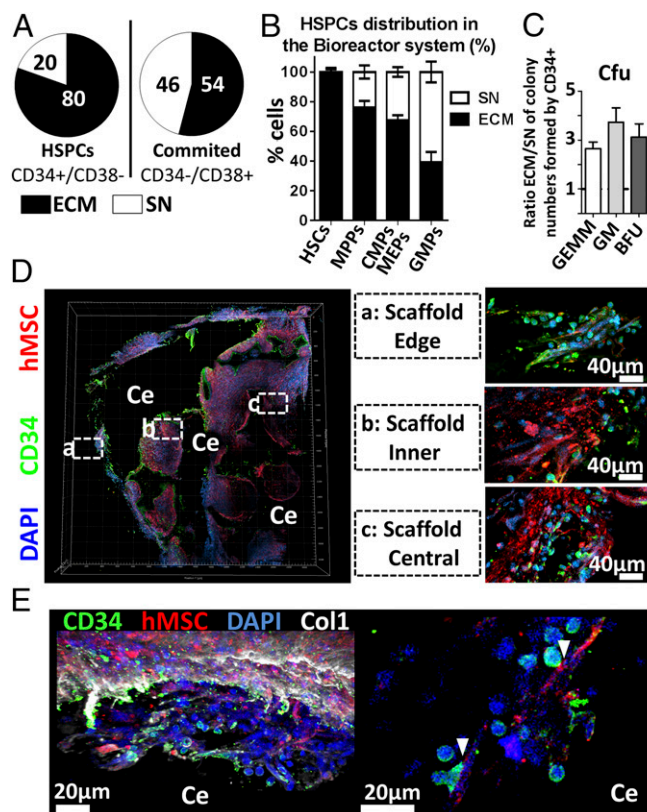 A
20
80
46
54
HSPCs
CD34+/CD38-
Commited
CD34-/CD38+
ECM
SN
B
HSPCs distribution in
the Bioreactor system (%)
% cells
100
80
60
40
20
0
SN
ECM
HSCs
MPPs
CMPs
MEPs
GMPs
C
Cfu
Ratio ECM/SN of colony
numbers formed by CD34+
5
3
1
GEMM
GM
BFU
D
hMSC
CD34
DAPI
Ce
Ce
Ce
a
b
c
a: Scaffold
Edge
b: Scaffold
Inner
c: Scaffold
Central
40μm
40μm
40μm
E
CD34 hMSC DAPI Col1
20μm
Ce
20μm
Ce